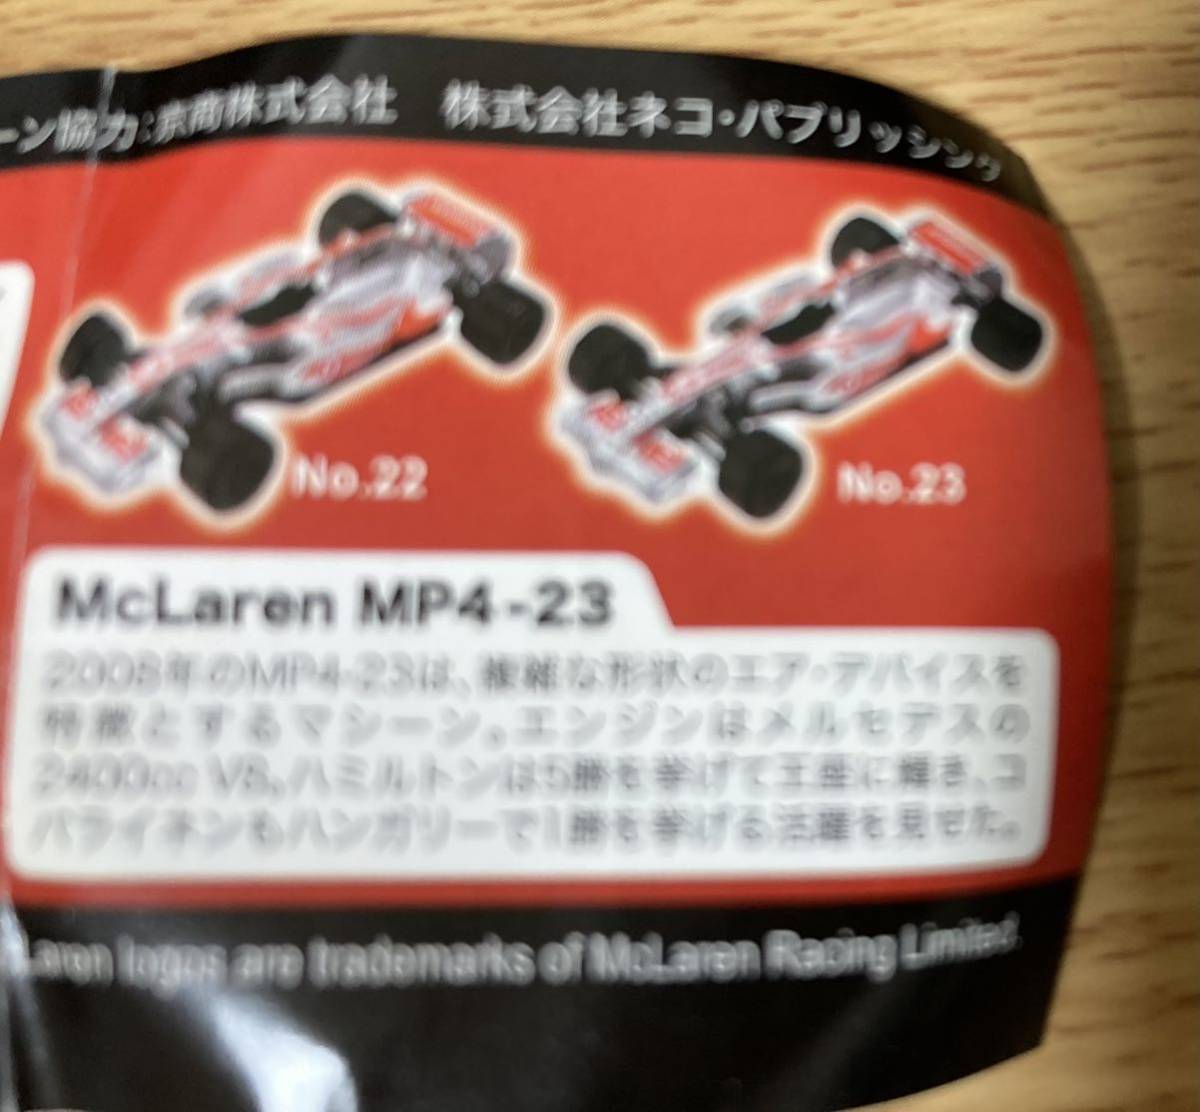 ーン協力:京商株式会社　株式会社ネコ・パブリッシング
No.22
No.23
McLaren MP4-23
2008年のMP4-23は、複雑な形状のエア・デバイスを
特徴とするマシーン。エンジンはメルセデスの
2400cc V8。ハミルトンは5勝を挙げて王座に輝き、コ
バライネンもハンガリーで1勝を挙げる活躍を見せた。
Laren logos are trademarks of McLaren Racing Limited.